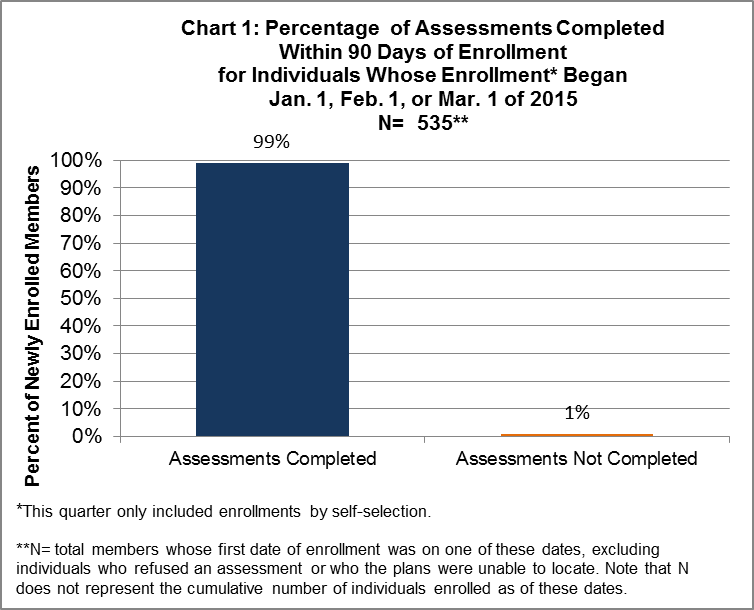 Chart 1: Percentage of Assessments Completed
Within 90 Days of Enrollment
for Individuals Whose Enrollment* Began
Jan. 1, Feb. 1, or Mar. 1 of 2015
N= 535**
Percent of Newly Enrolled Members
100%
90%
80%
70%
60%
50%
40%
30%
20%
10%
0%
99%
1%
Assessments Completed
Assessments Not Completed
*This quarter only included enrollments by self-selection.
**N= total members whose first date of enrollment was on one of these dates, excluding
individuals who refused an assessment or who the plans were unable to locate. Note that N
does not represent the cumulative number of individuals enrolled as of these dates.